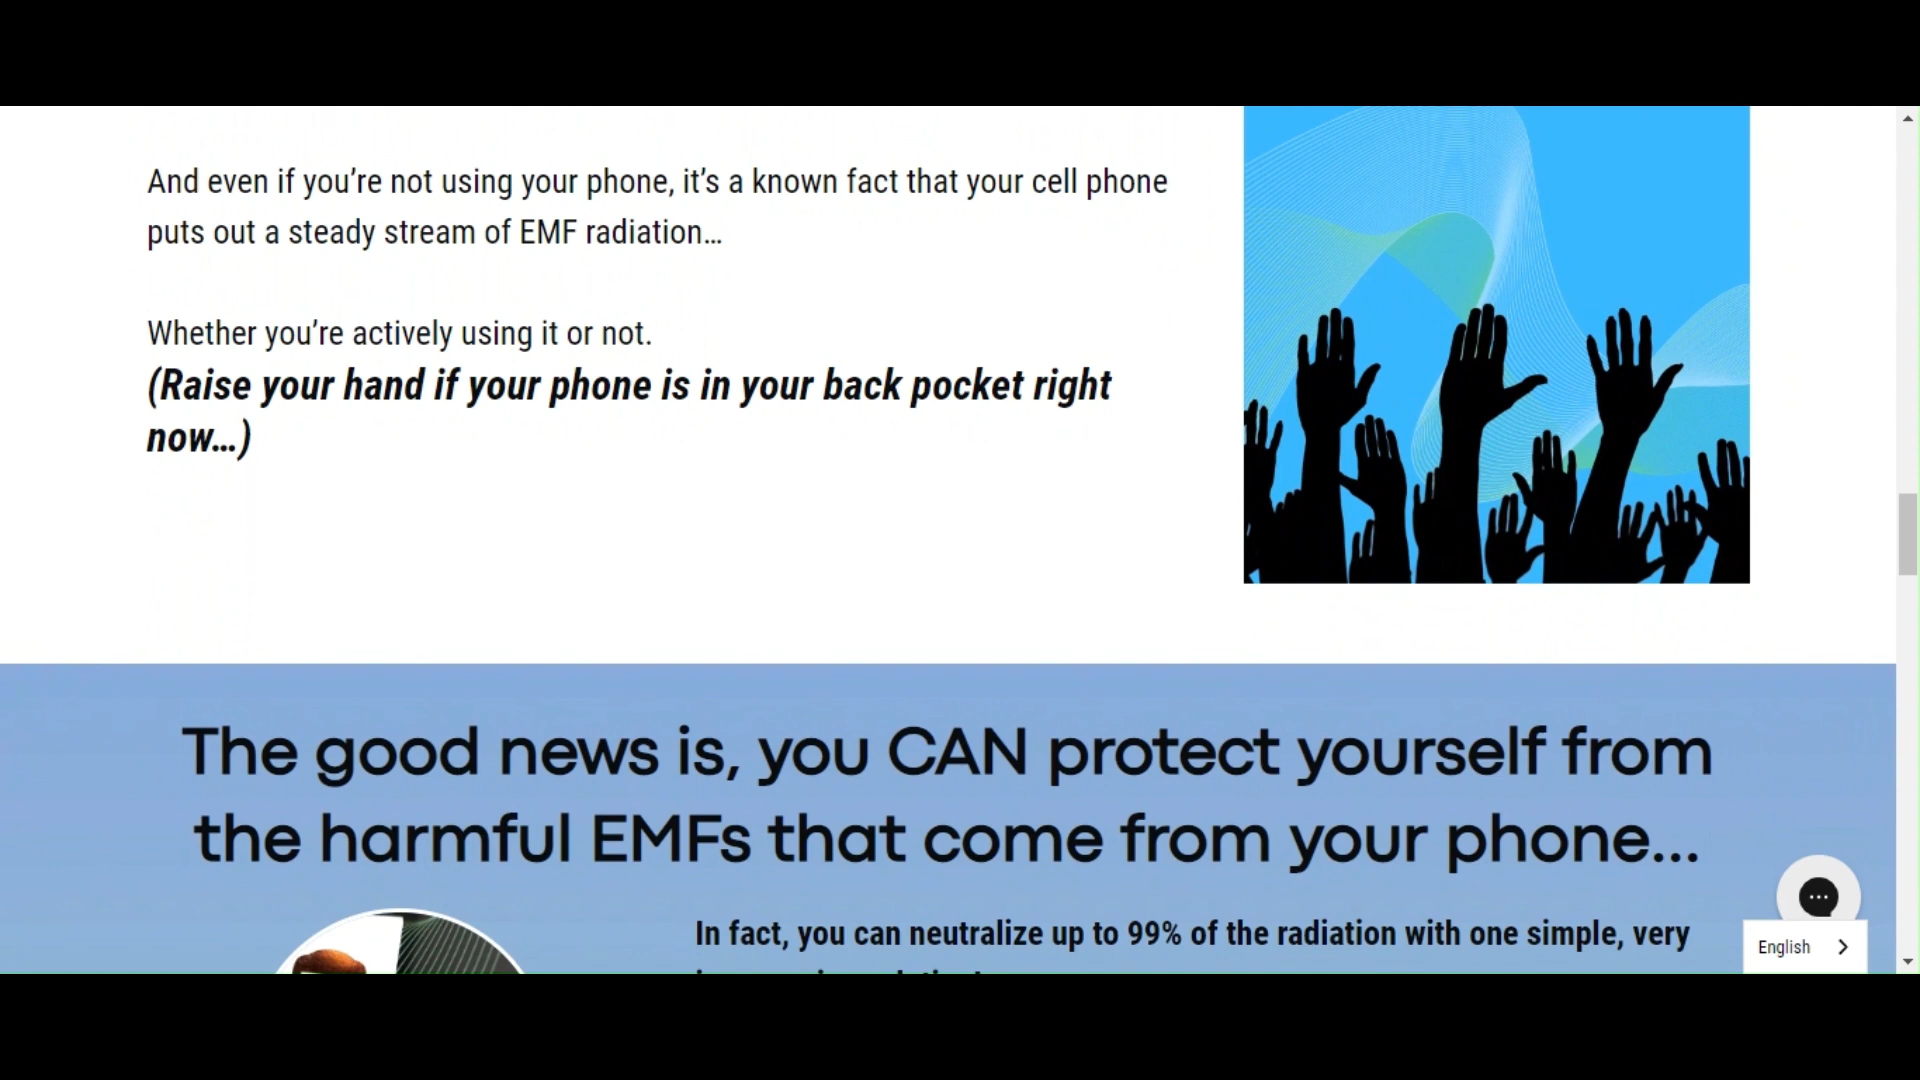 And even if you’re not using your phone, it’s a known fact that your cell phone
puts out a steady stream of EMF radiation…
Whether you’re actively using it or not.
(Raise your hand if your phone is in your back pocket right
now…)
The good news is, you CAN protect yourself from
the harmful EMFs that come from your phone…
In fact, you can neutralize up to 99% of the radiation with one simple, very
English